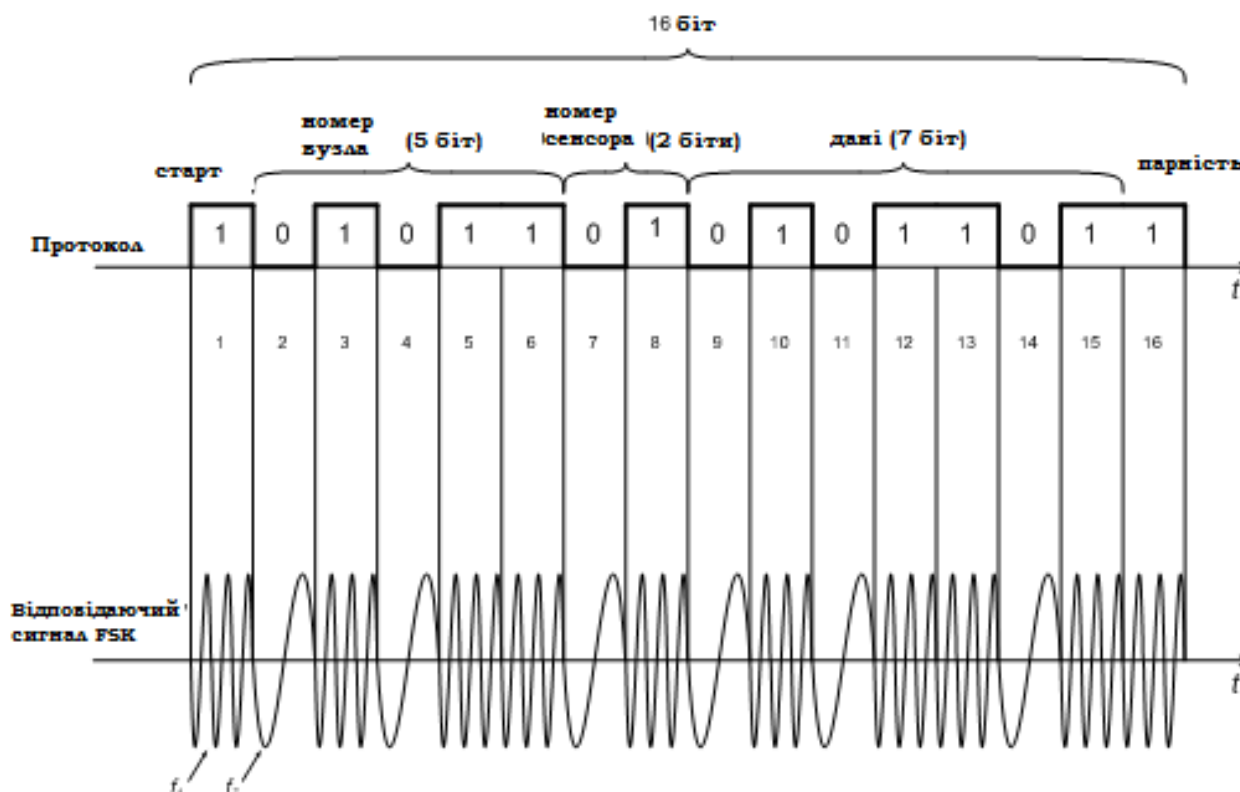 16 біт
номер
вузла (5 біт)
номер
сенсора (2 біти)
дані (7 біт)
старт
парність
Протокол
1 0 1 0 1 1 0 1 0 1 0 1 1 0 1 1
t
1 2 3 4 5 6 7 8 9 10 11 12 13 14 15 16
Відповідаючий
сигнал FSK
t